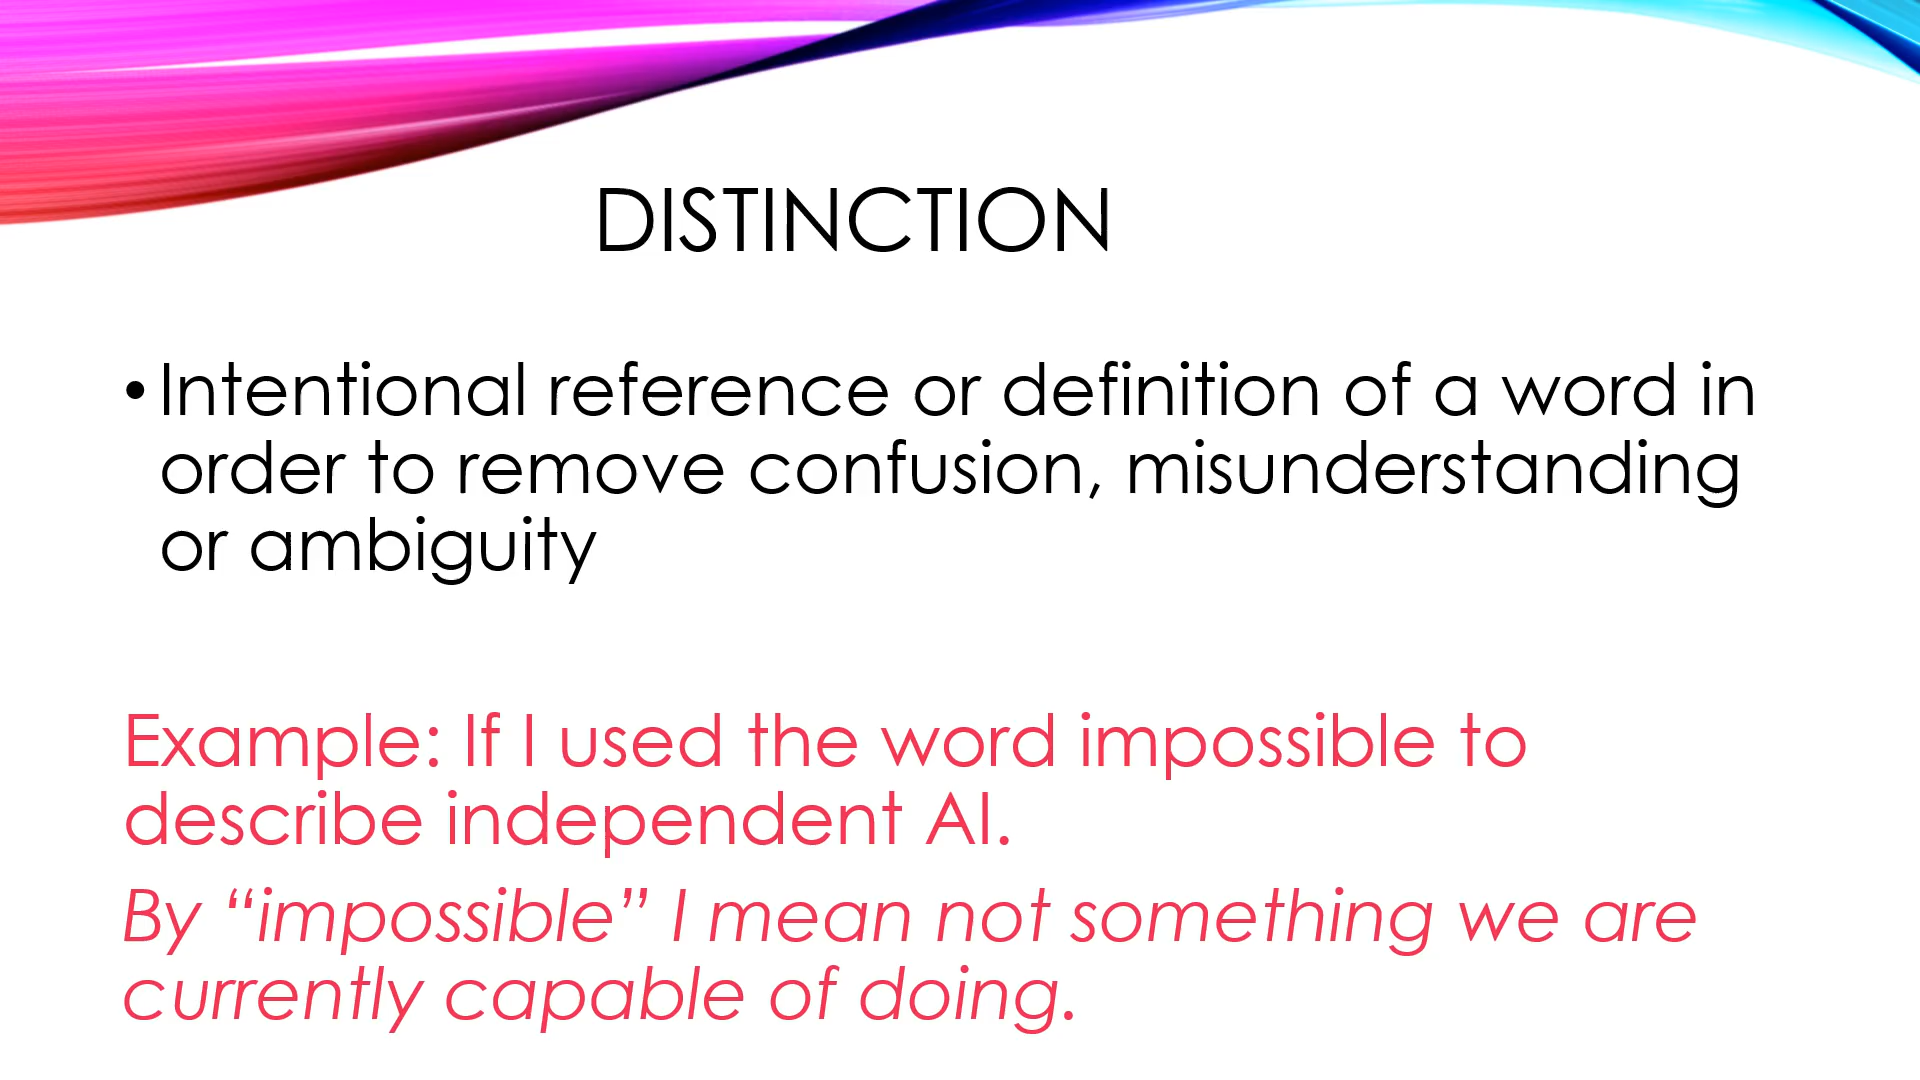 DISTINCTION
• Intentional reference or definition of a word in
order to remove confusion, misunderstanding
or ambiguity
Example: If I used the word impossible to
describe independent AI.
By “impossible” I mean not something we are
currently capable of doing.